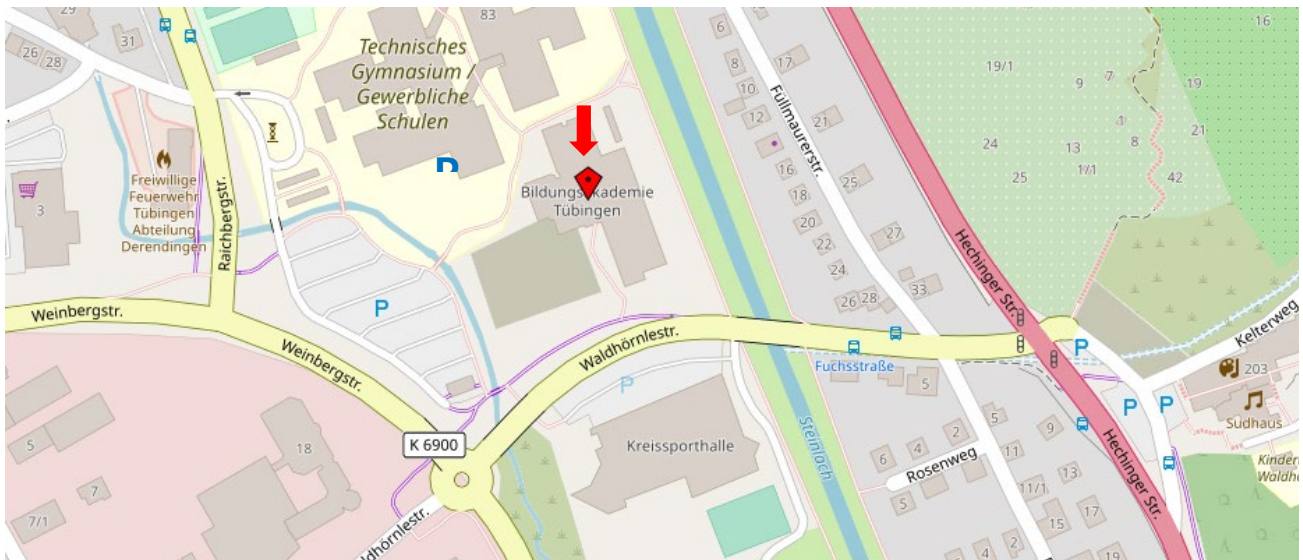 83
31
26
28
Technisches
Gymnasium /
Gewerbliche
Schulen
6
8
17
10
12
21
16
18
25
20
22
27
24
26
28
33
Füllmaurerstr.
16
19/1
9
7
19
4
24
13
8
21
1/1
25
42
3
Freiwillige
Feuerwehr
Tübingen
Abteilung
Derendingen
Raichbergstr.
Bildungsakademie
Tübingen
Hechinger Str.
Weinbergstr.
P
Waldhörnlestr.
Weinbergstr.
Fuchsstraße
5
P
Kelterweg
203
P
P
Sudhaus
P
K 6900
Kreissporthalle
Steinlach
5
2
4
6
9
11
13
Rosenweg
11/1
5
15
17
19
2
4
Hechinger Str.
Kinder
Waldh
18
5
7
7/1
Waldhörnlestr.